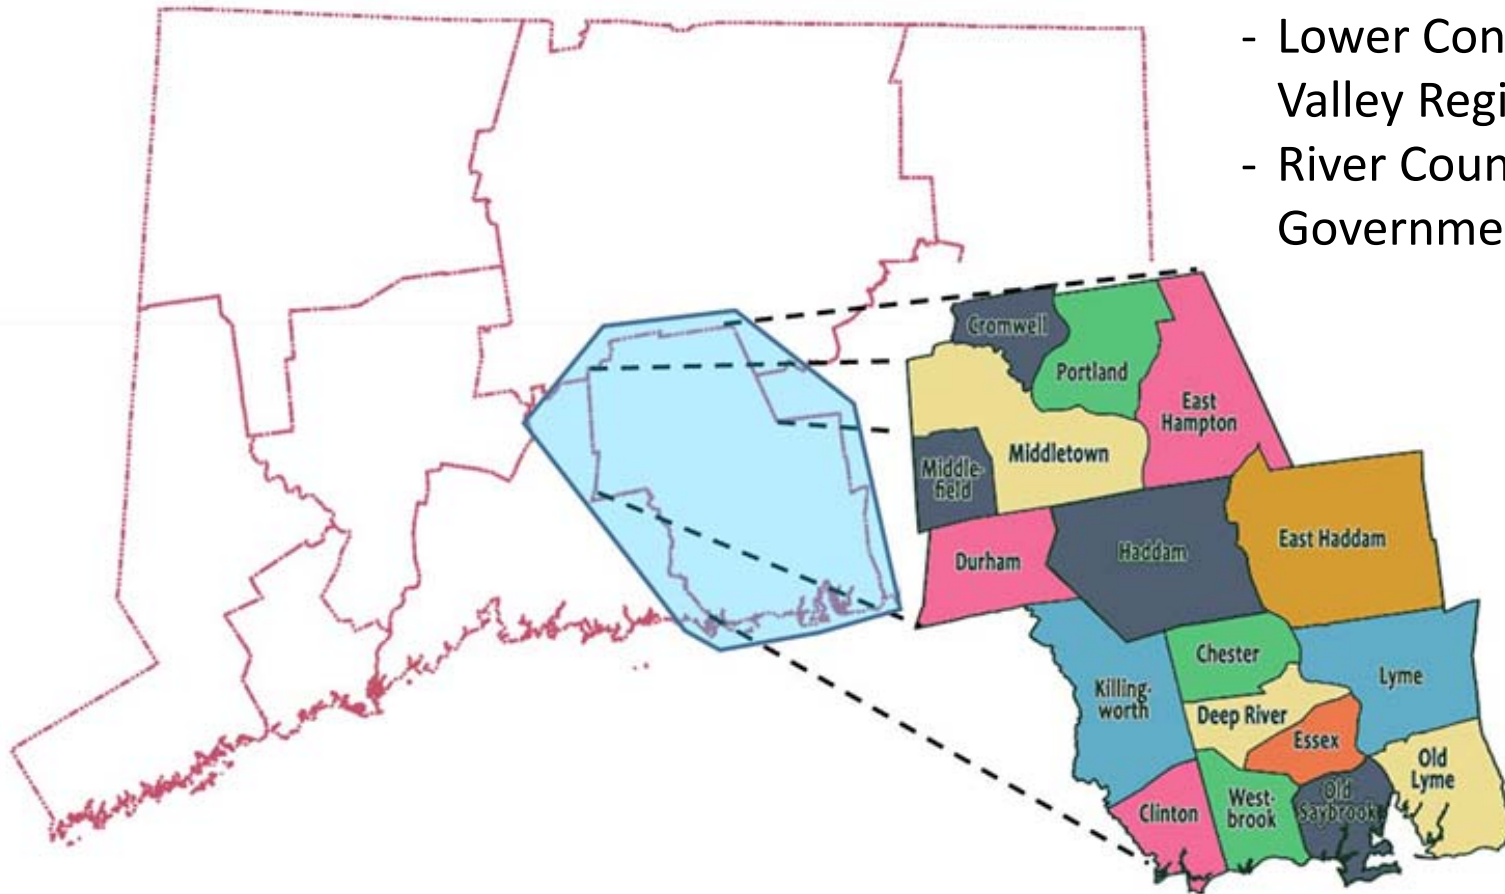 - Lower Con
Valley Regi
- River Coun
Governme
Cromwell
Portland
East
Hampton
Middletown
Middle-
field
Durham
Haddam
East Haddam
Chester
Lyme
Killing-
worth
Deep River
Essex
Old
Lyme
Clinton
West-
brook
Old
Saybrook